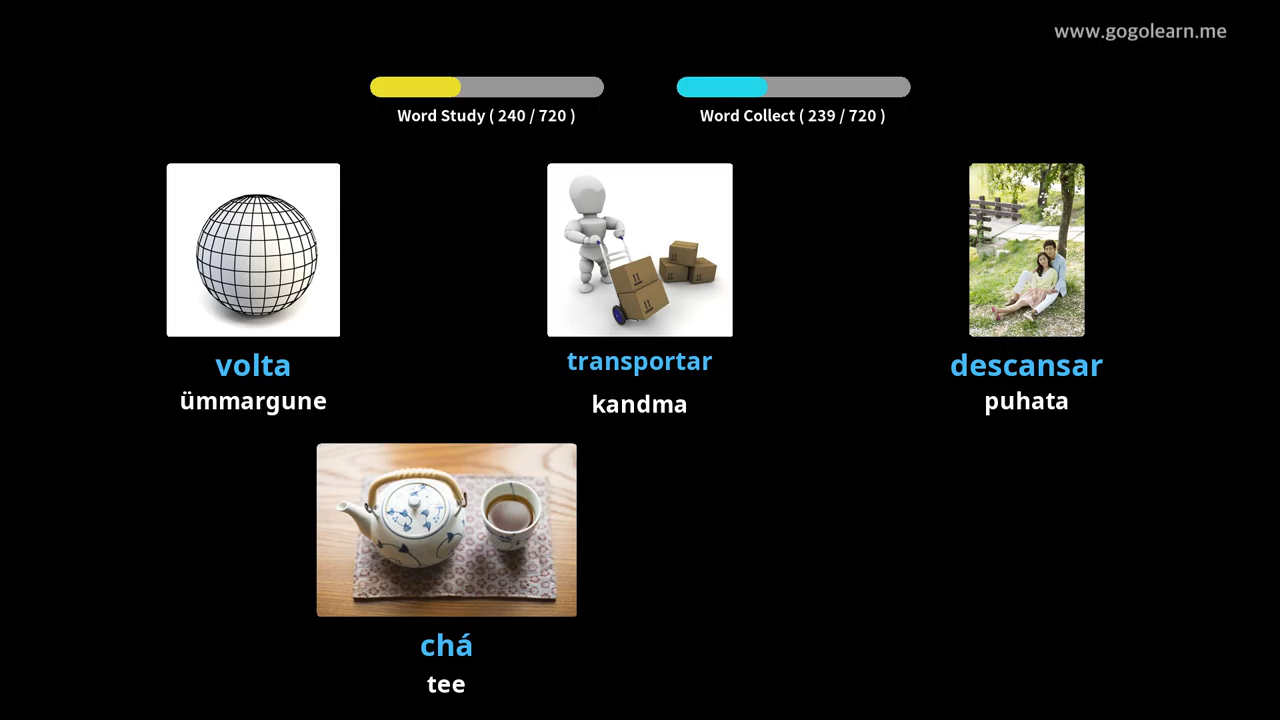 www.gogolearn.me
Word Study ( 240 / 720 )
Word Collect ( 239 / 720 )
volta
ümmargune
transportar
kandma
descansar
puhata
chá
tee